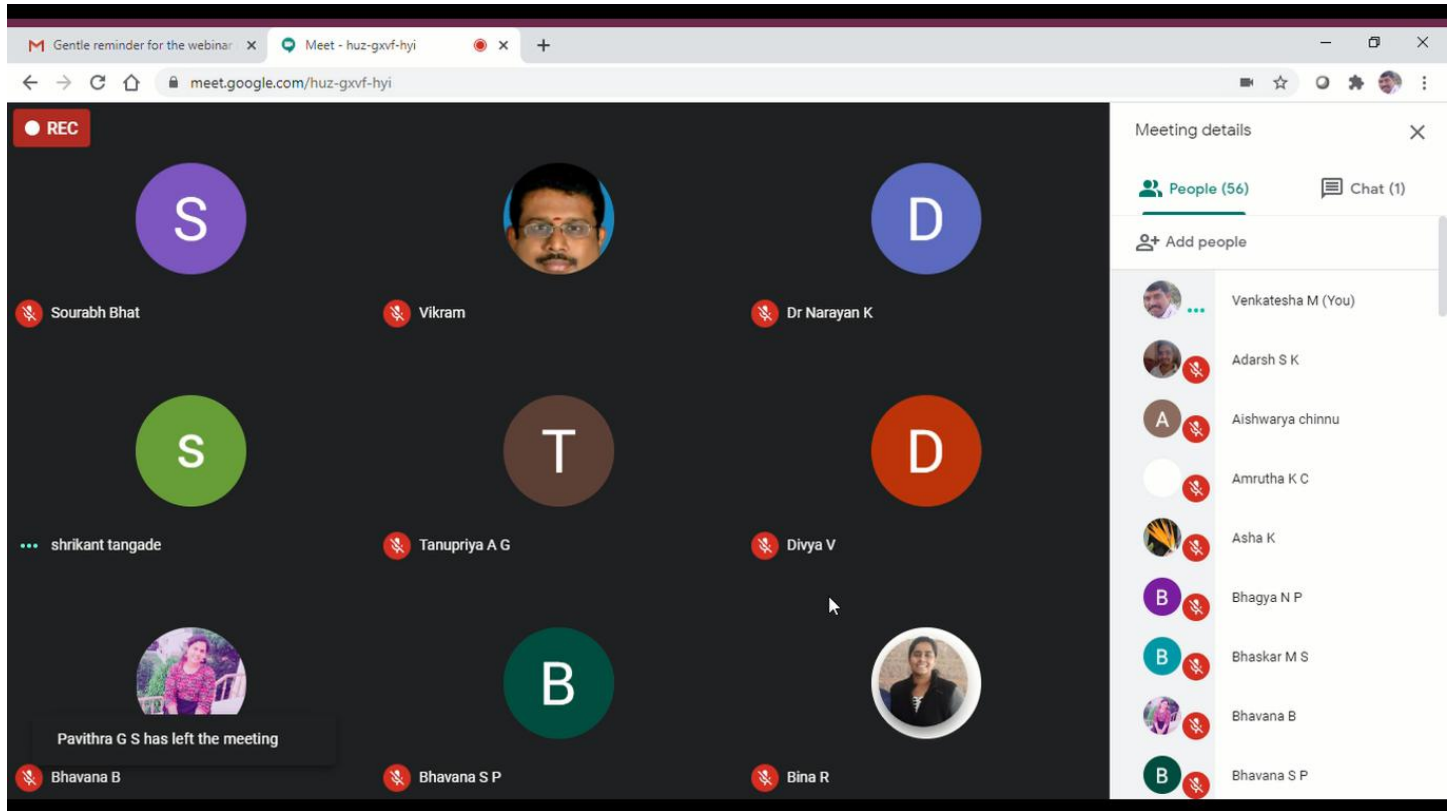 Gentle reminder for the webinar
Meet - huz-gxvf-hyi
meet.google.com/huz-gxvf-hyi
REC
S
Sourabh Bhat
Vikram
D
Dr Narayan K
S
shrikant tangade
T
Tanupriya A G
D
Divya V
Pavithra G S has left the meeting
Bhavana B
B
Bhavana S P
Bina R
Meeting details
People (56)
Chat (1)
Add people
Venkatesha M (You)
Adarsh S K
A
Aishwarya chinnu
Amrutha K C
Asha K
B
Bhagya N P
B
Bhaskar M S
Bhavana B
B
Bhavana S P